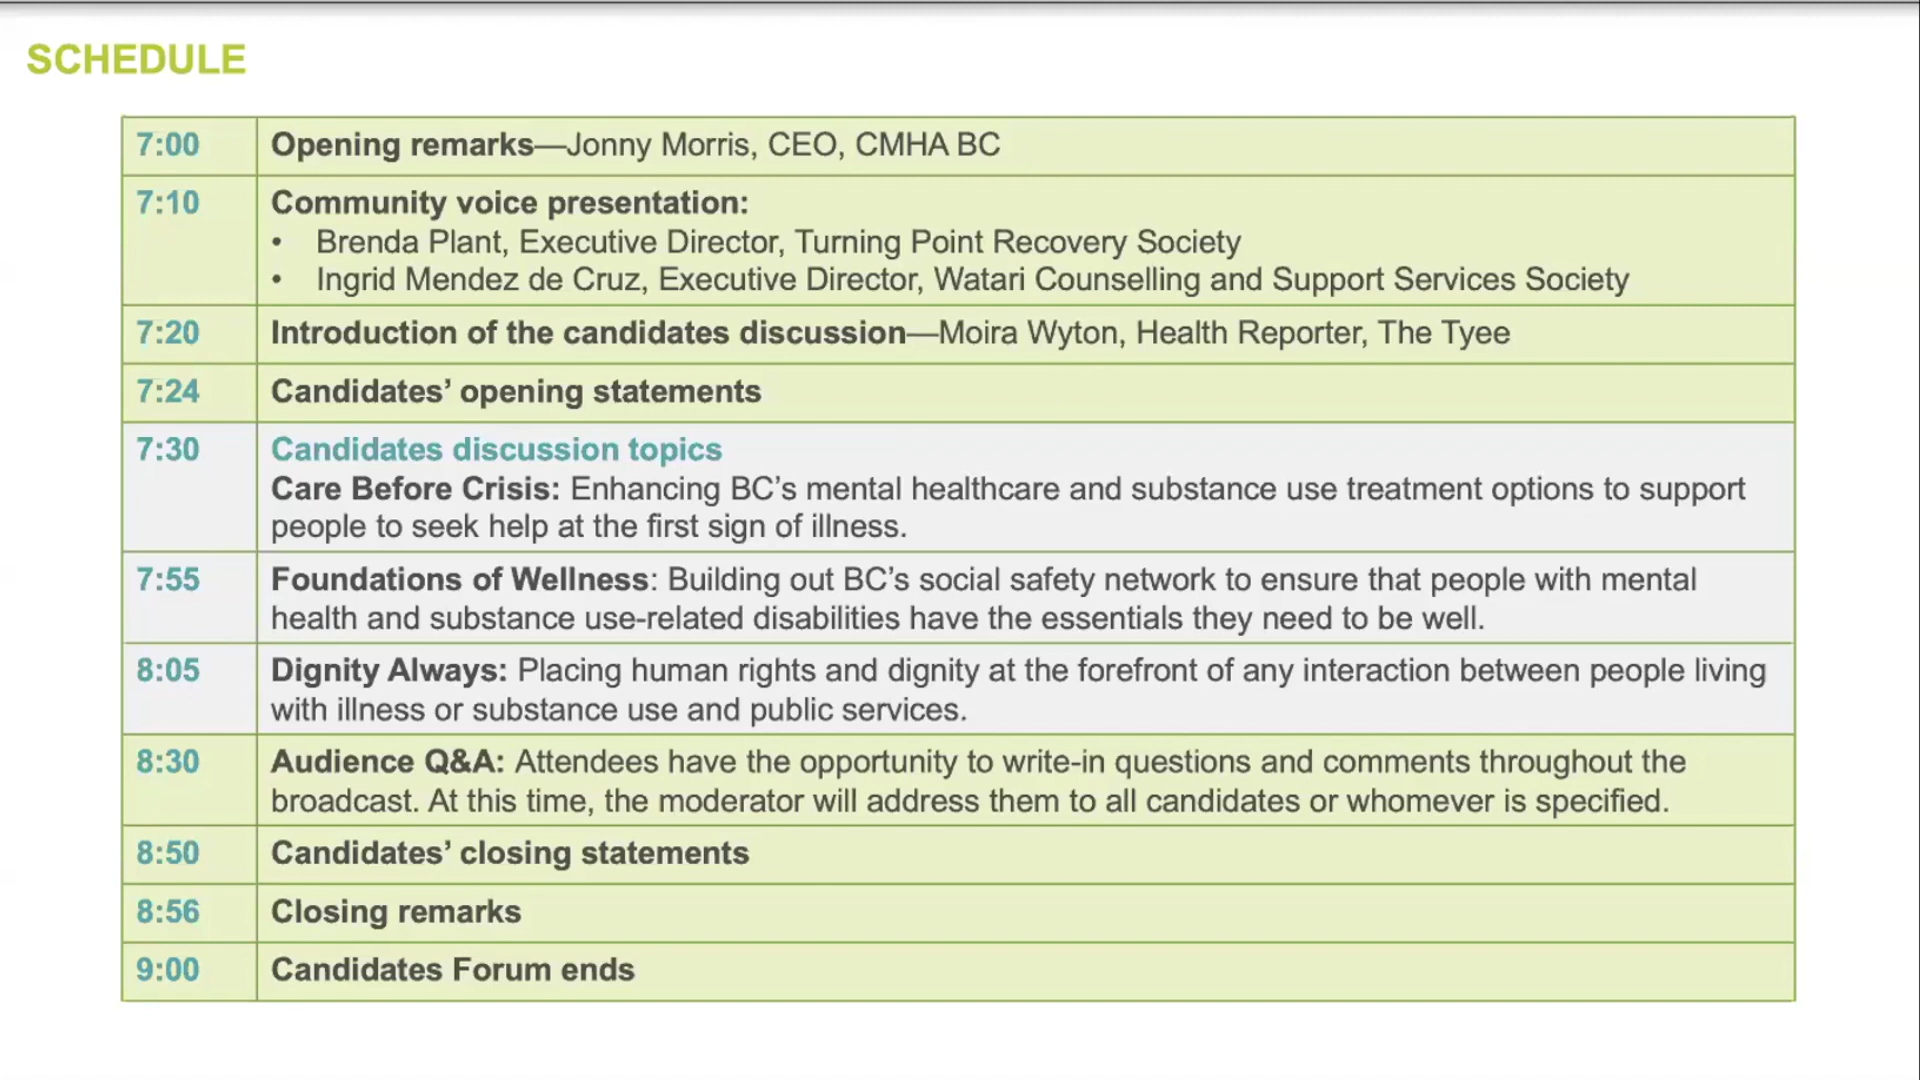 SCHEDULE
7:00 Opening remarks—Jonny Morris, CEO, CMHA BC
7:10 Community voice presentation:
• Brenda Plant, Executive Director, Turning Point Recovery Society
• Ingrid Mendez de Cruz, Executive Director, Watari Counselling and Support Services Society
7:20 Introduction of the candidates discussion—Moira Wyton, Health Reporter, The Tyee
7:24 Candidates’ opening statements
7:30 Candidates discussion topics
Care Before Crisis: Enhancing BC’s mental healthcare and substance use treatment options to support
people to seek help at the first sign of illness.
7:55 Foundations of Wellness: Building out BC’s social safety network to ensure that people with mental
health and substance use-related disabilities have the essentials they need to be well.
8:05 Dignity Always: Placing human rights and dignity at the forefront of any interaction between people living
with illness or substance use and public services.
8:30 Audience Q&A: Attendees have the opportunity to write-in questions and comments throughout the
broadcast. At this time, the moderator will address them to all candidates or whomever is specified.
8:50 Candidates’ closing statements
8:56 Closing remarks
9:00 Candidates Forum ends